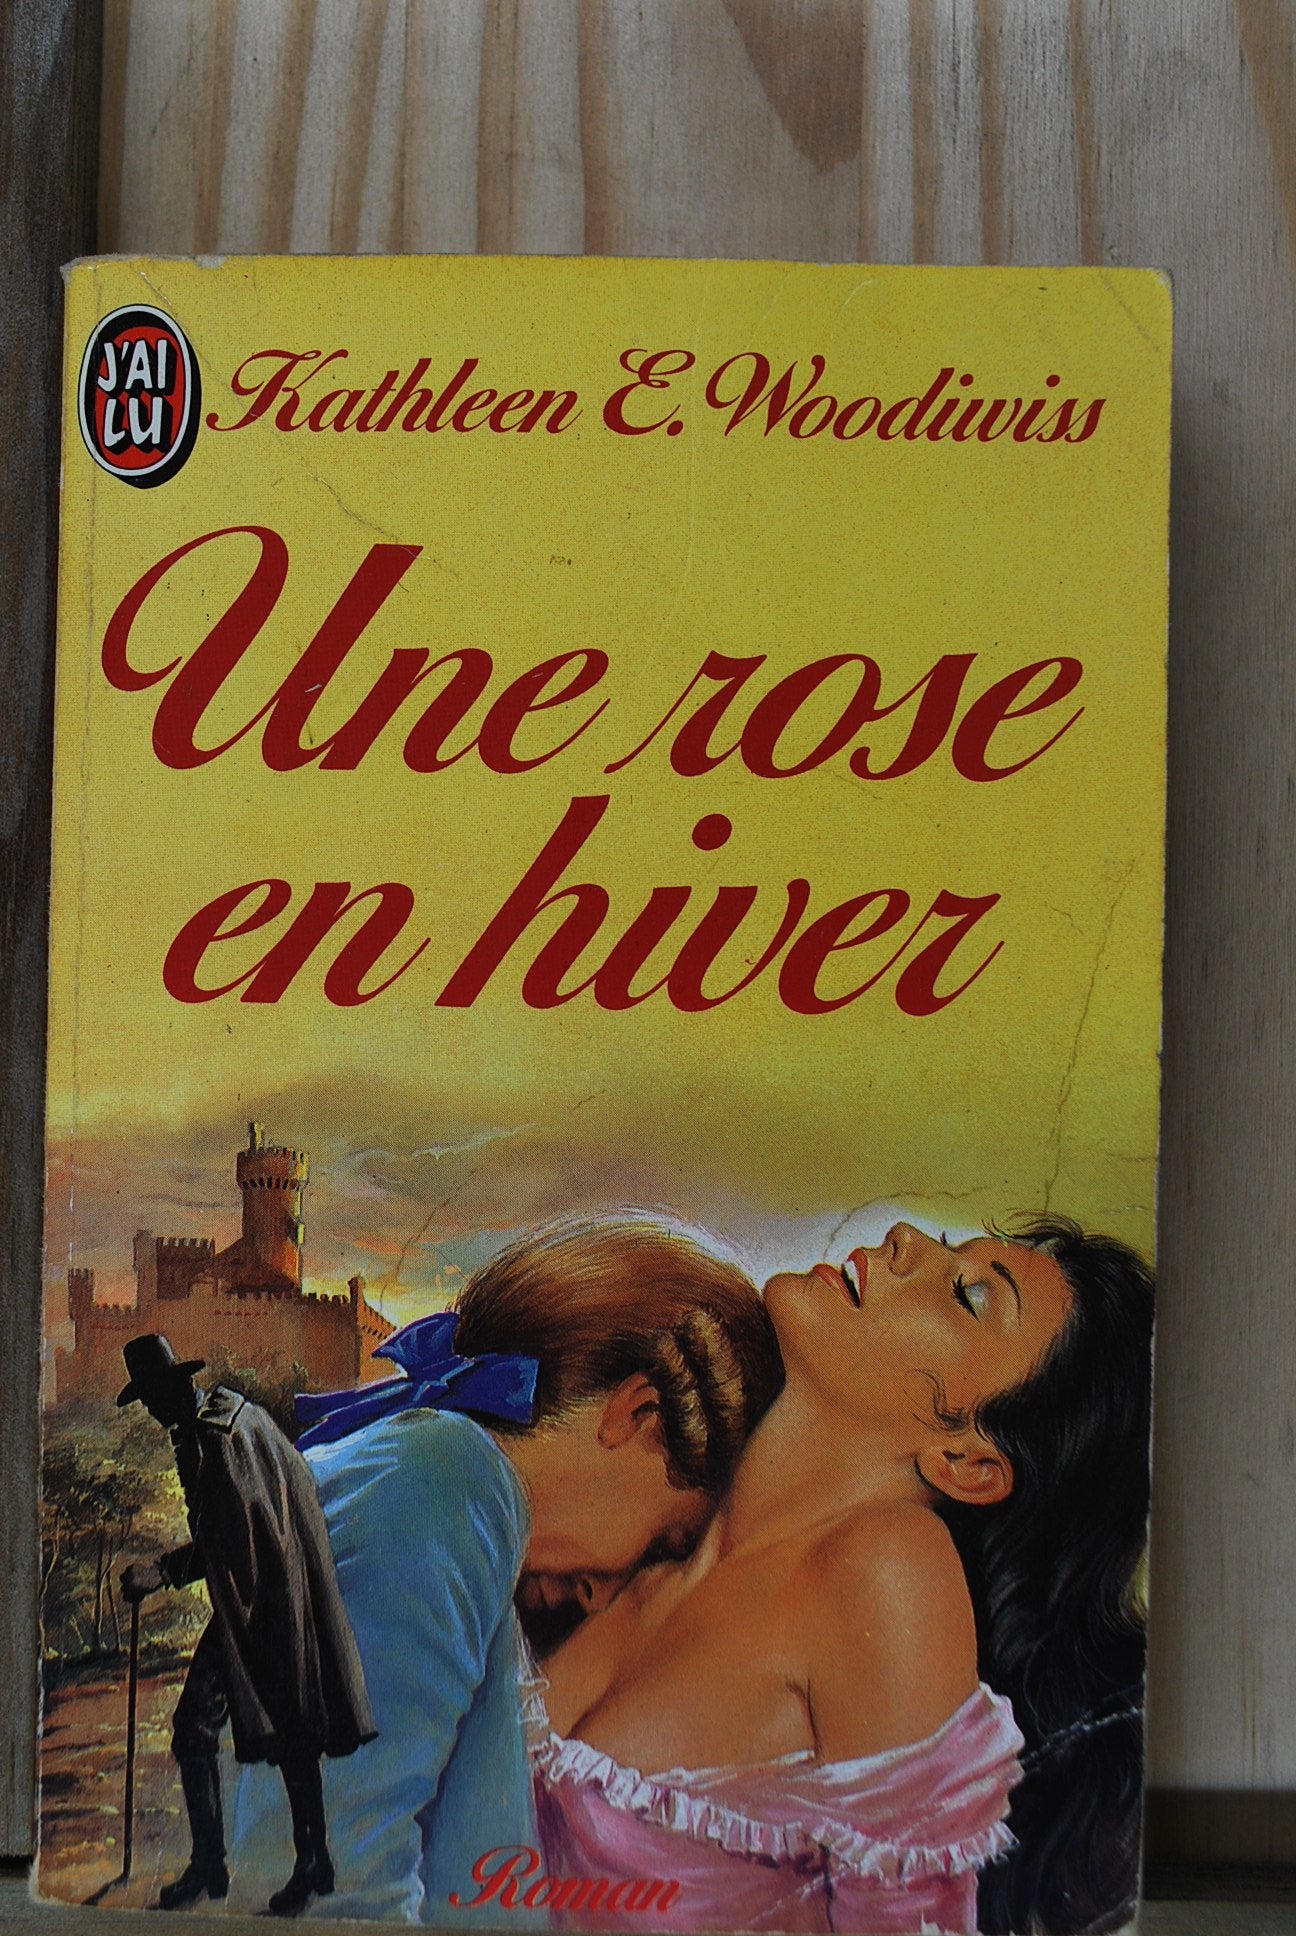 J'AI
LU
Kathleen E. Woodiwiss
Une rose
en hiver
Roman